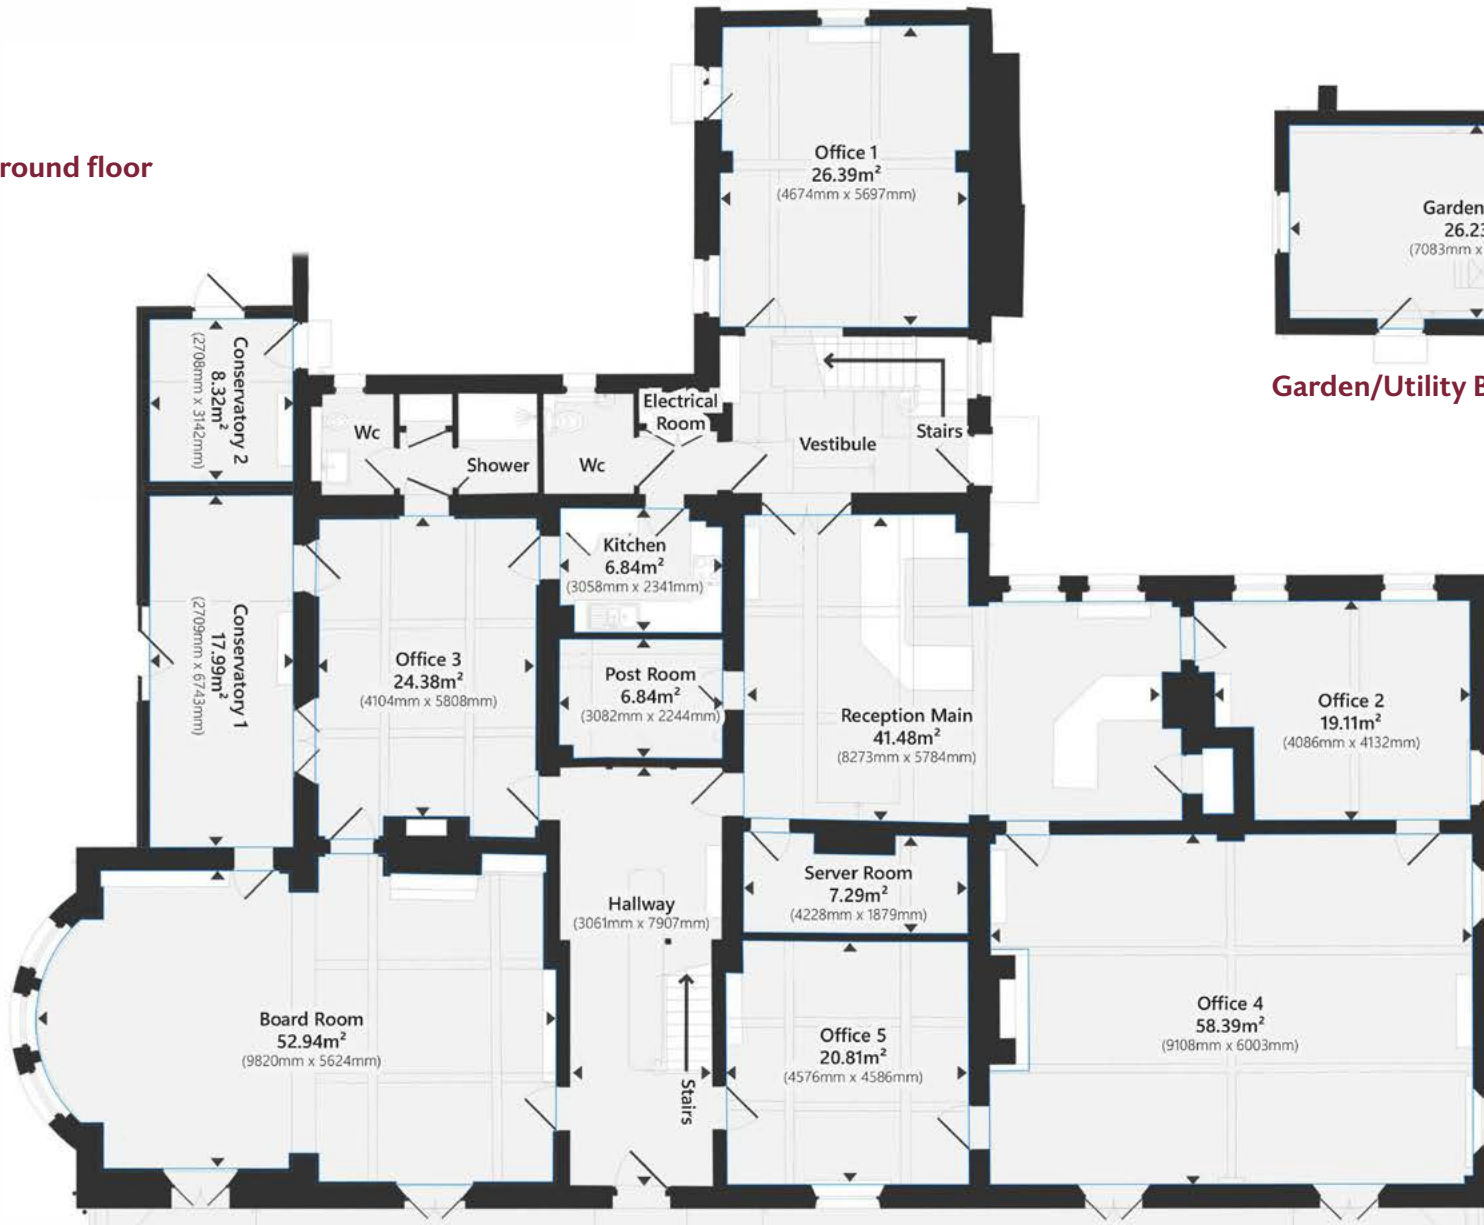 round floor
Office 1
26.39m²
(4674mm x 5697mm)
Garden
26.23
(7083mm x
Garden/Utility B
Conservatory 2
8.32m²
(2708mm x 3142mm)
Electrical
Room
Wc
Shower
Wc
Vestibule
Stairs
Kitchen
6.84m²
(3058mm x 2341mm)
Conservatory 1
17.99m²
(2709mm x 6743mm)
Office 3
24.38m²
(4104mm x 5808mm)
Post Room
6.84m²
(3082mm x 2244mm)
Reception Main
41.48m²
(8273mm x 5784mm)
Office 2
19.11m²
(4086mm x 4132mm)
Server Room
7.29m²
(4228mm x 1879mm)
Hallway
(3061mm x 7907mm)
Board Room
52.94m²
(9820mm x 5624mm)
Office 5
20.81m²
(4576mm x 4586mm)
Office 4
58.39m²
(9108mm x 6003mm)
Stairs